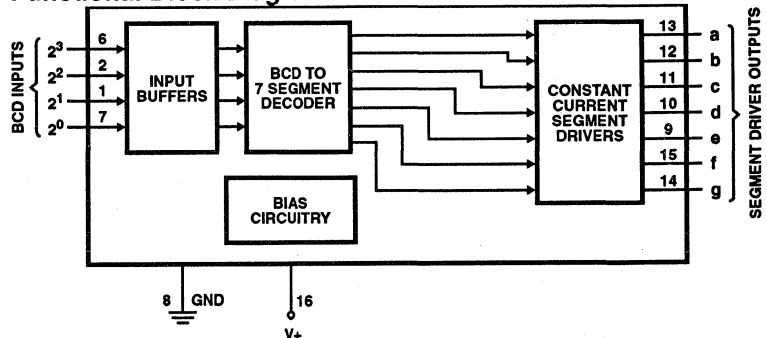 BCD INPUTS
2³ 6
2² 2
2¹ 1
2⁰ 7
INPUT
BUFFERS
BCD TO
7 SEGMENT
DECODER
BIAS
CIRCUITRY
CONSTANT
CURRENT
SEGMENT
DRIVERS
13 a
12 b
11 c
10 d
9 e
15 f
14 g
SEGMENT DRIVER OUTPUTS
8 GND
16
V+